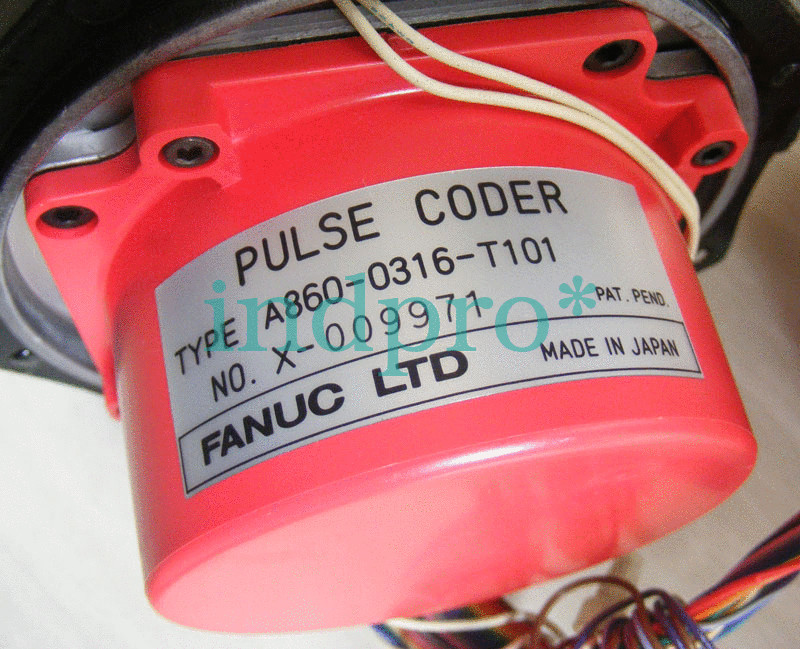 PULSE CODER
TYPE A860-0316-T101
NO. X-009971 PAT. PEND.
FANUC LTD MADE IN JAPAN
indpro*